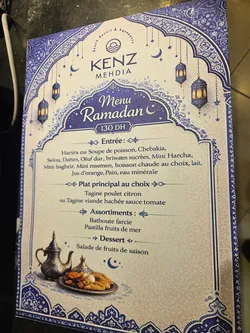 KENZ
MEHDIA
Menu
Ramadan
130 DH
Entrée :
Harira ou Soupe de poisson, Chebakia,
Selou, Dattes, Oeuf dur, briwates sucrées, Mini Harcha,
Mini baghrir, Mini msemen, boisson chaude au choix, lait,
Jus d'orange, Pain, eau minérale
Plat principal au choix :
Tagine poulet citron
ou Tagine viande hachée sauce tomate
Assortiments :
Batboute farcie
Pastilla fruits de mer
Dessert
Salade de fruits de saison